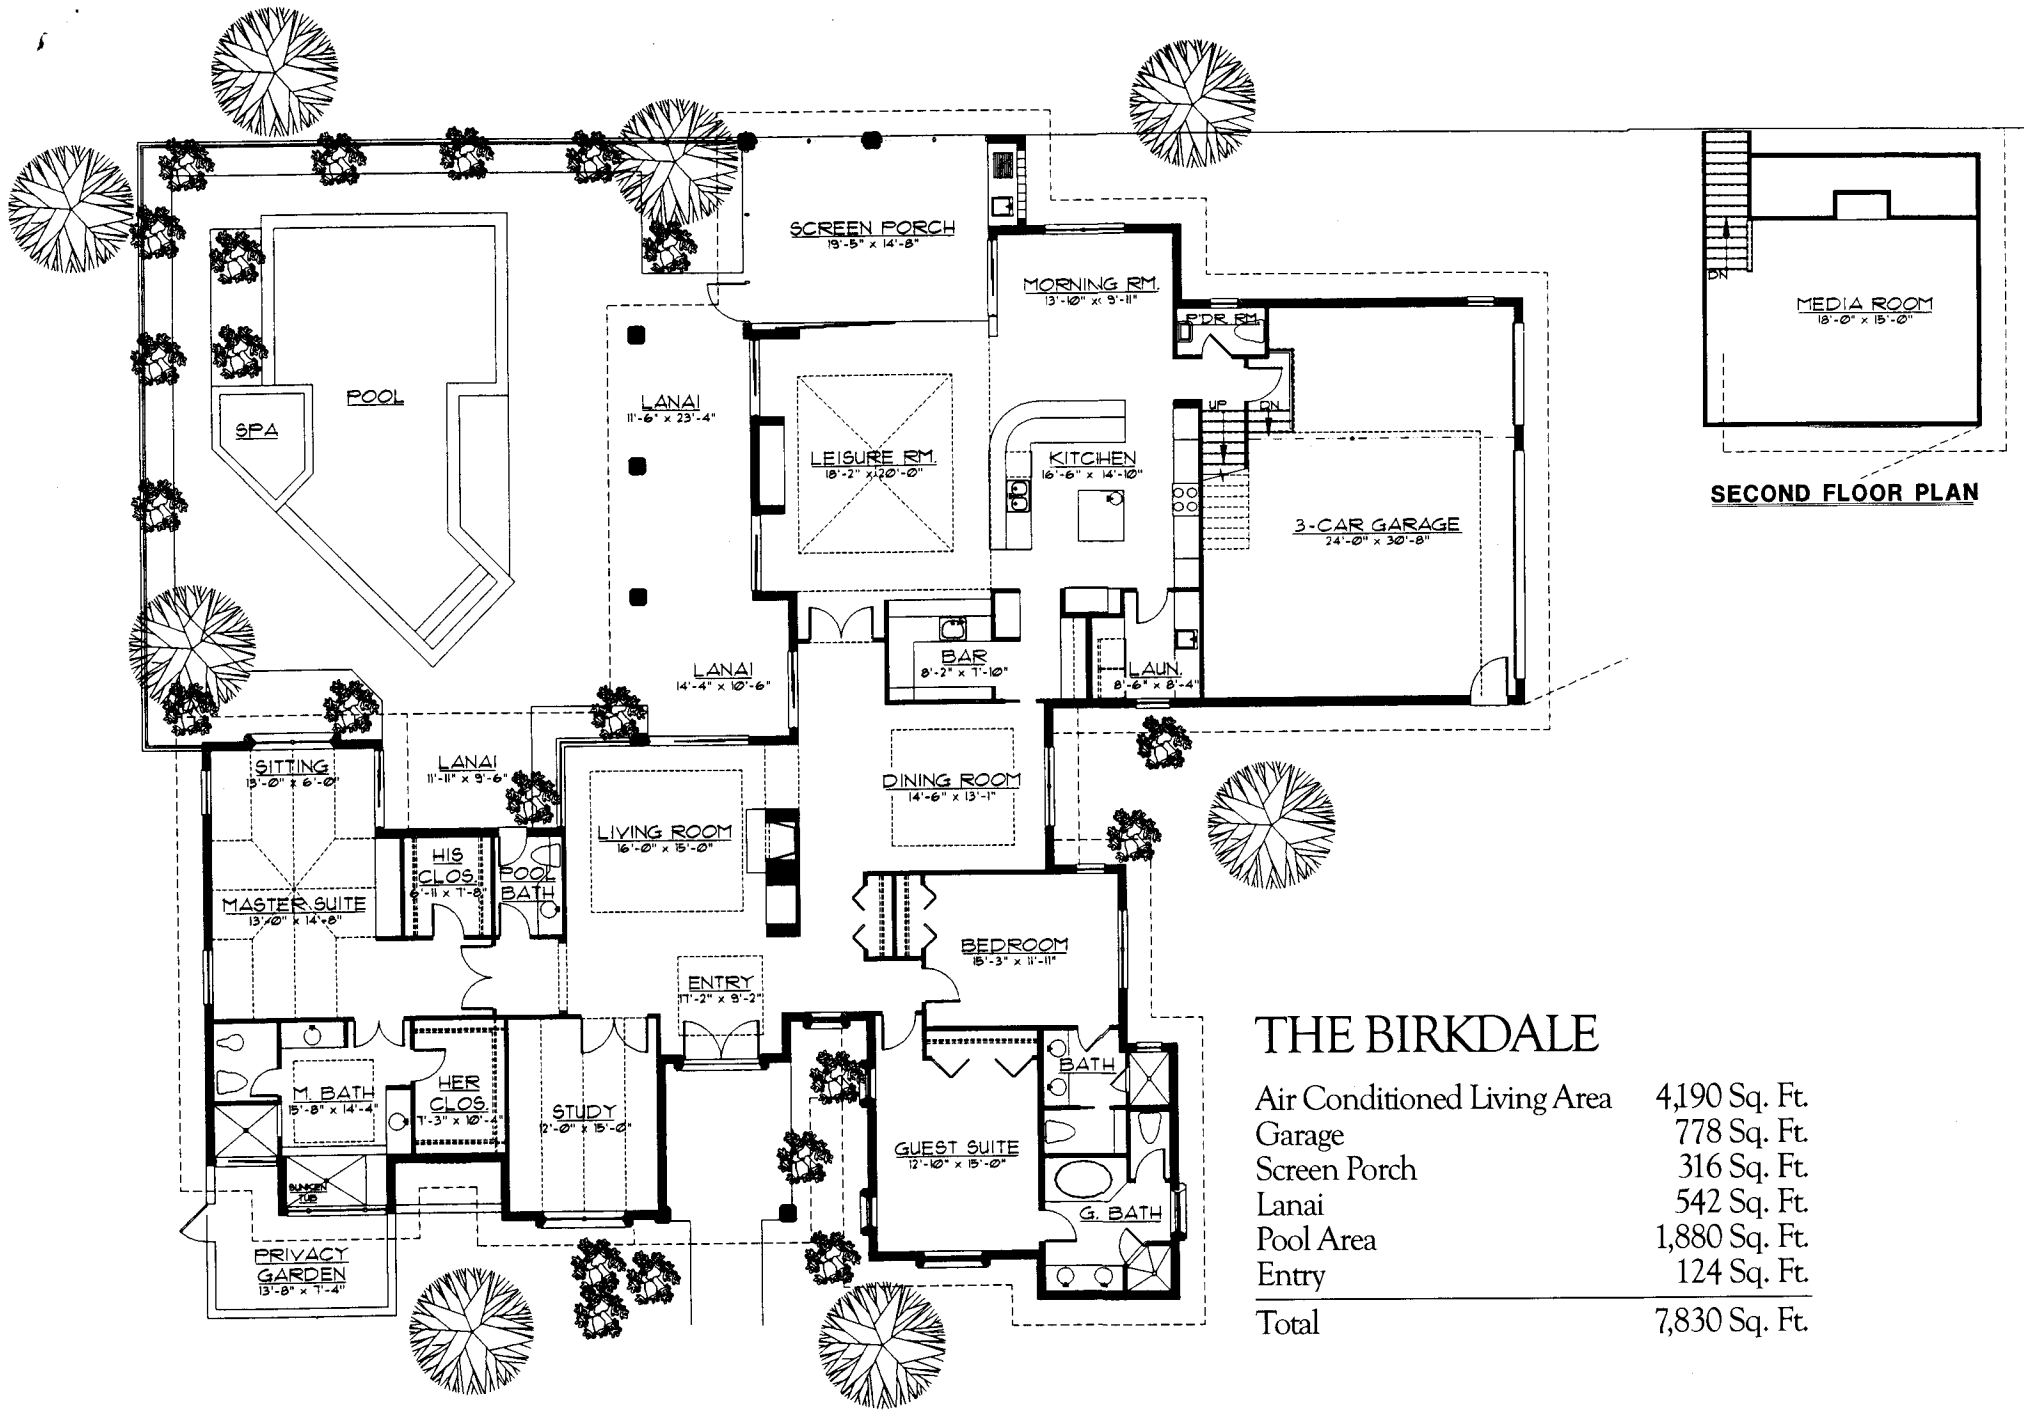 SCREEN PORCH
19'-5" x 14'-8"
MORNING RM.
13'-10" x 9'-11"
P'DR. RM.
DN
MEDIA ROOM
18'-0" x 15'-0"
SECOND FLOOR PLAN
POOL
SPA
LANAI
11'-6" x 23'-4"
LEISURE RM.
18'-2" x 20'-0"
KITCHEN
16'-6" x 14'-10"
UP
DN
3-CAR GARAGE
24'-0" x 30'-8"
LANAI
14'-4" x 10'-6"
BAR
8'-2" x 7'-10"
LAUN.
8'-6" x 8'-4"
SITTING
13'-0" x 6'-0"
LANAI
11'-11" x 9'-6"
DINING ROOM
14'-6" x 13'-1"
LIVING ROOM
16'-0" x 15'-0"
HIS
CLOS.
6'-11 x 7'-8"
POOL
BATH
MASTER SUITE
13'-0" x 14'-8"
BEDROOM
15'-3" x 11'-11"
ENTRY
17'-2" x 9'-2"
M. BATH
15'-8" x 14'-4"
HER
CLOS.
7'-3" x 10'-4"
STUDY
12'-0" x 15'-0"
BATH
GUEST SUITE
12'-10" x 15'-0"
SUNKEN
TUB
G. BATH
PRIVACY
GARDEN
13'-8" x 7'-4"
THE BIRKDALE
Air Conditioned Living Area 4,190 Sq. Ft.
Garage 778 Sq. Ft.
Screen Porch 316 Sq. Ft.
Lanai 542 Sq. Ft.
Pool Area 1,880 Sq. Ft.
Entry 124 Sq. Ft.
Total 7,830 Sq. Ft.